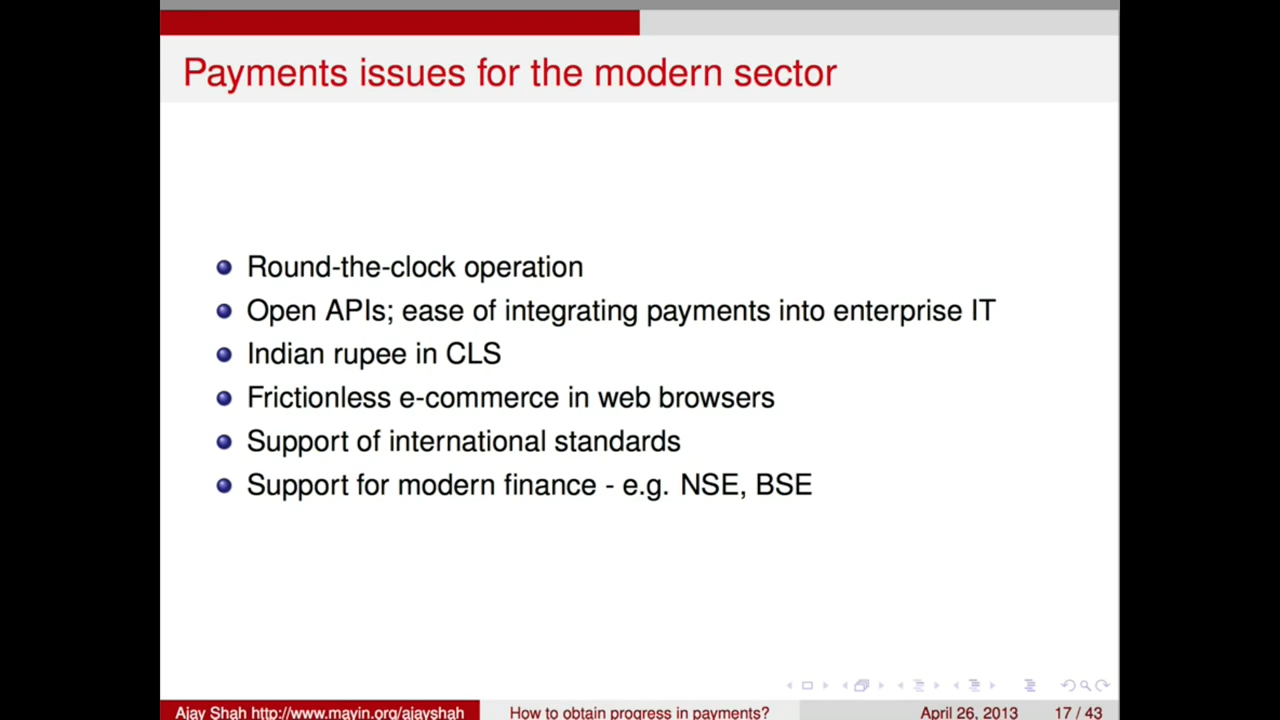 Payments issues for the modern sector
Round-the-clock operation
Open APIs; ease of integrating payments into enterprise IT
Indian rupee in CLS
Frictionless e-commerce in web browsers
Support of international standards
Support for modern finance - e.g. NSE, BSE
Ajay Shah http://www.mayin.org/ajayshah How to obtain progress in payments? April 26, 2013 17 / 43